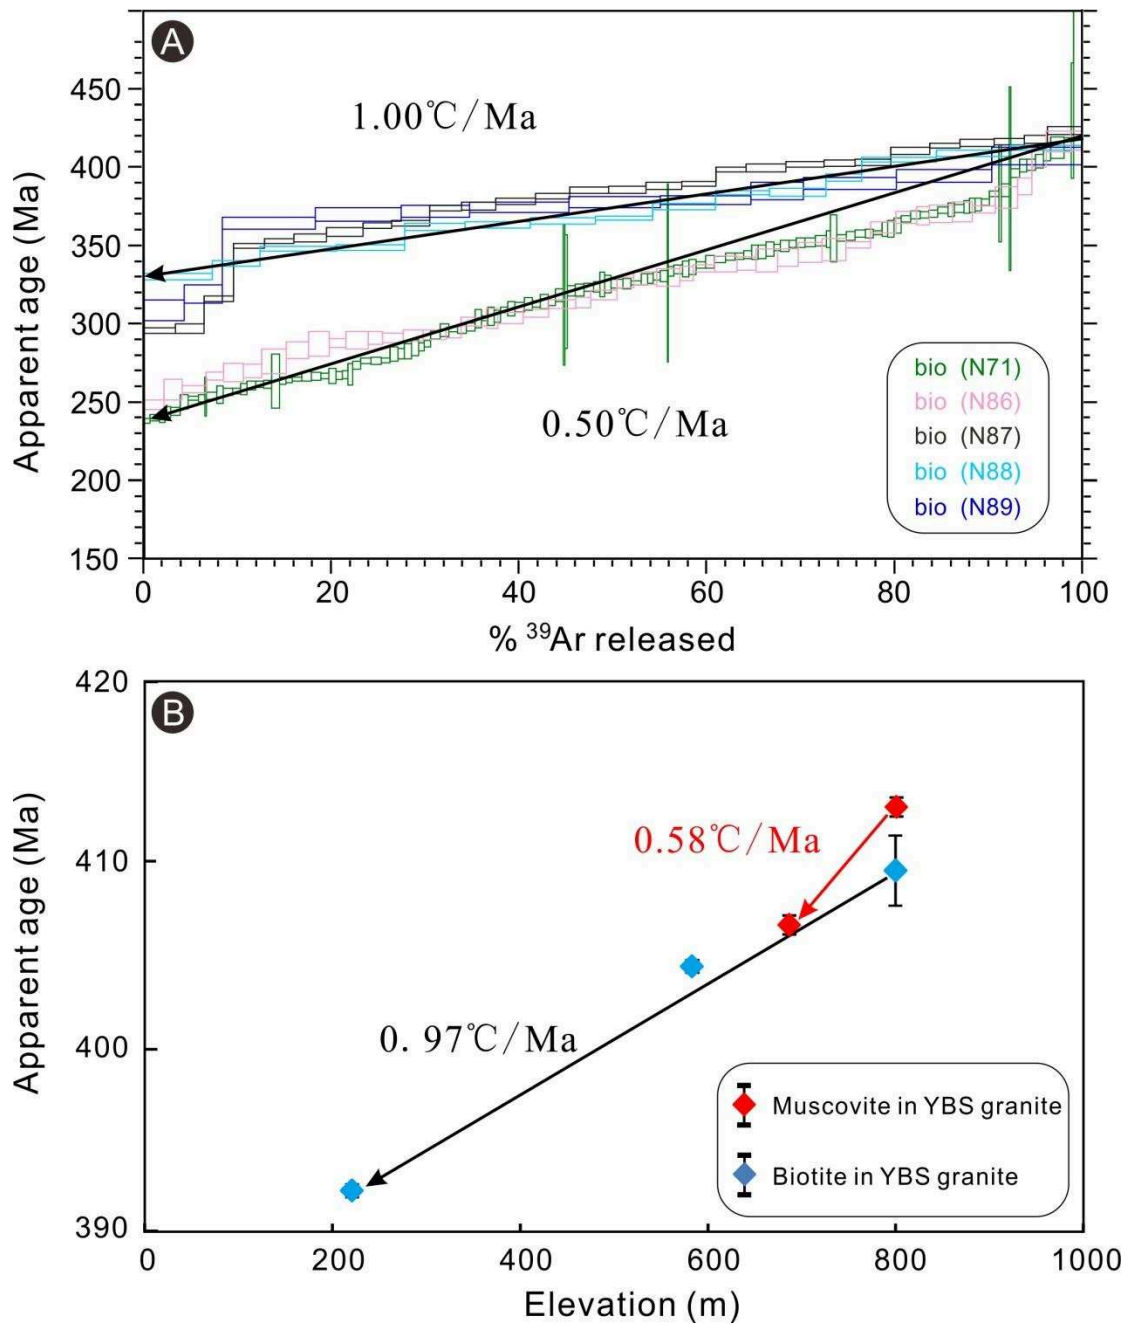 A
1.00℃/Ma
450
400
350
300
250
200
150
Apparent age (Ma)
0.50℃/Ma
bio (N71)
bio (N86)
bio (N87)
bio (N88)
bio (N89)
0 20 40 60 80 100
% ³⁹Ar released
B
420
410
400
390
Apparent age (Ma)
0.58℃/Ma
0. 97℃/Ma
Muscovite in YBS granite
Biotite in YBS granite
0 200 400 600 800 1000
Elevation (m)